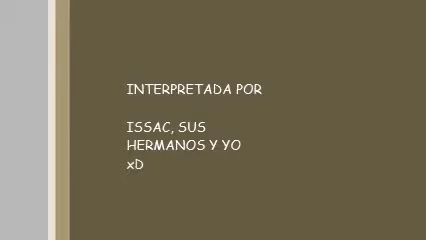 INTERPRETADA POR
ISSAC, SUS
HERMANOS Y YO
xD